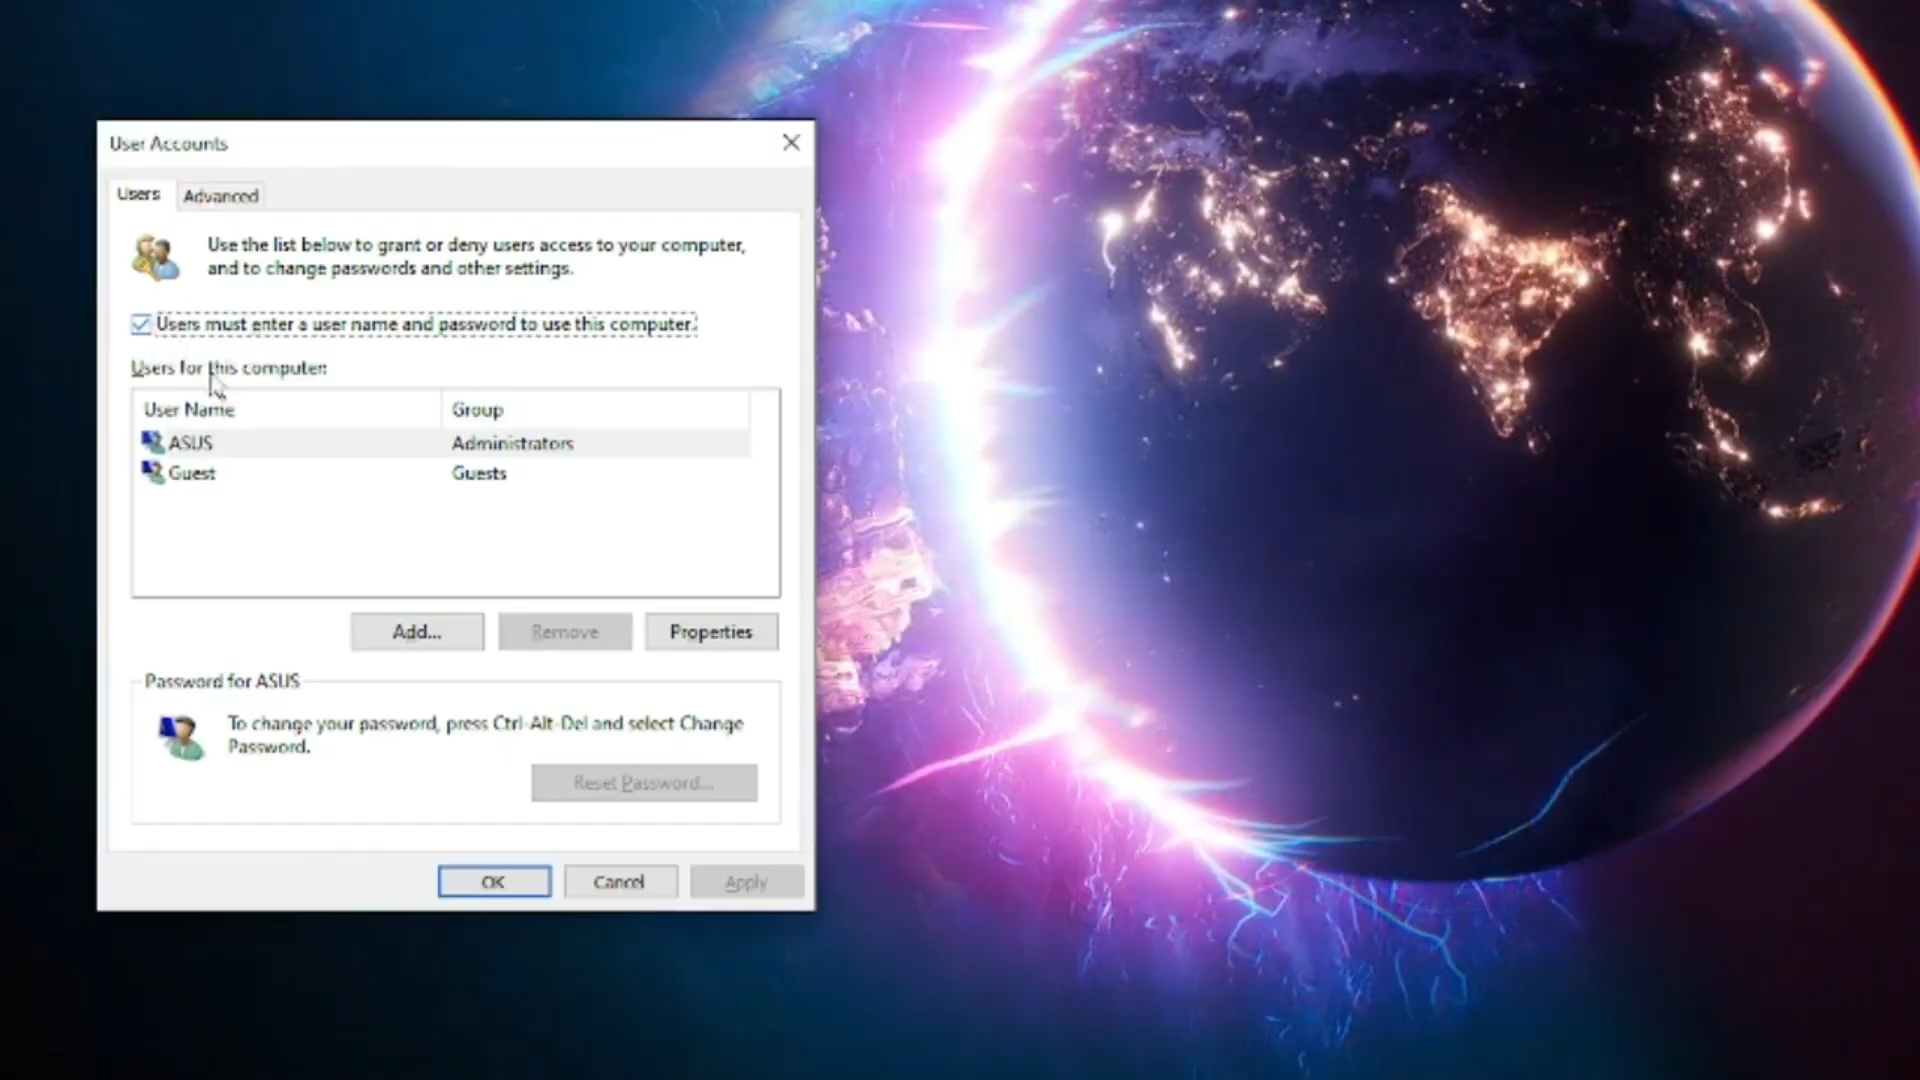 User Accounts
Users Advanced
Use the list below to grant or deny users access to your computer,
and to change passwords and other settings.
Users must enter a user name and password to use this computer.
Users for this computer:
User Name Group
ASUS Administrators
Guest Guests
Add... Remove Properties
Password for ASUS
To change your password, press Ctrl-Alt-Del and select Change
Password.
Reset Password...
OK Cancel Apply